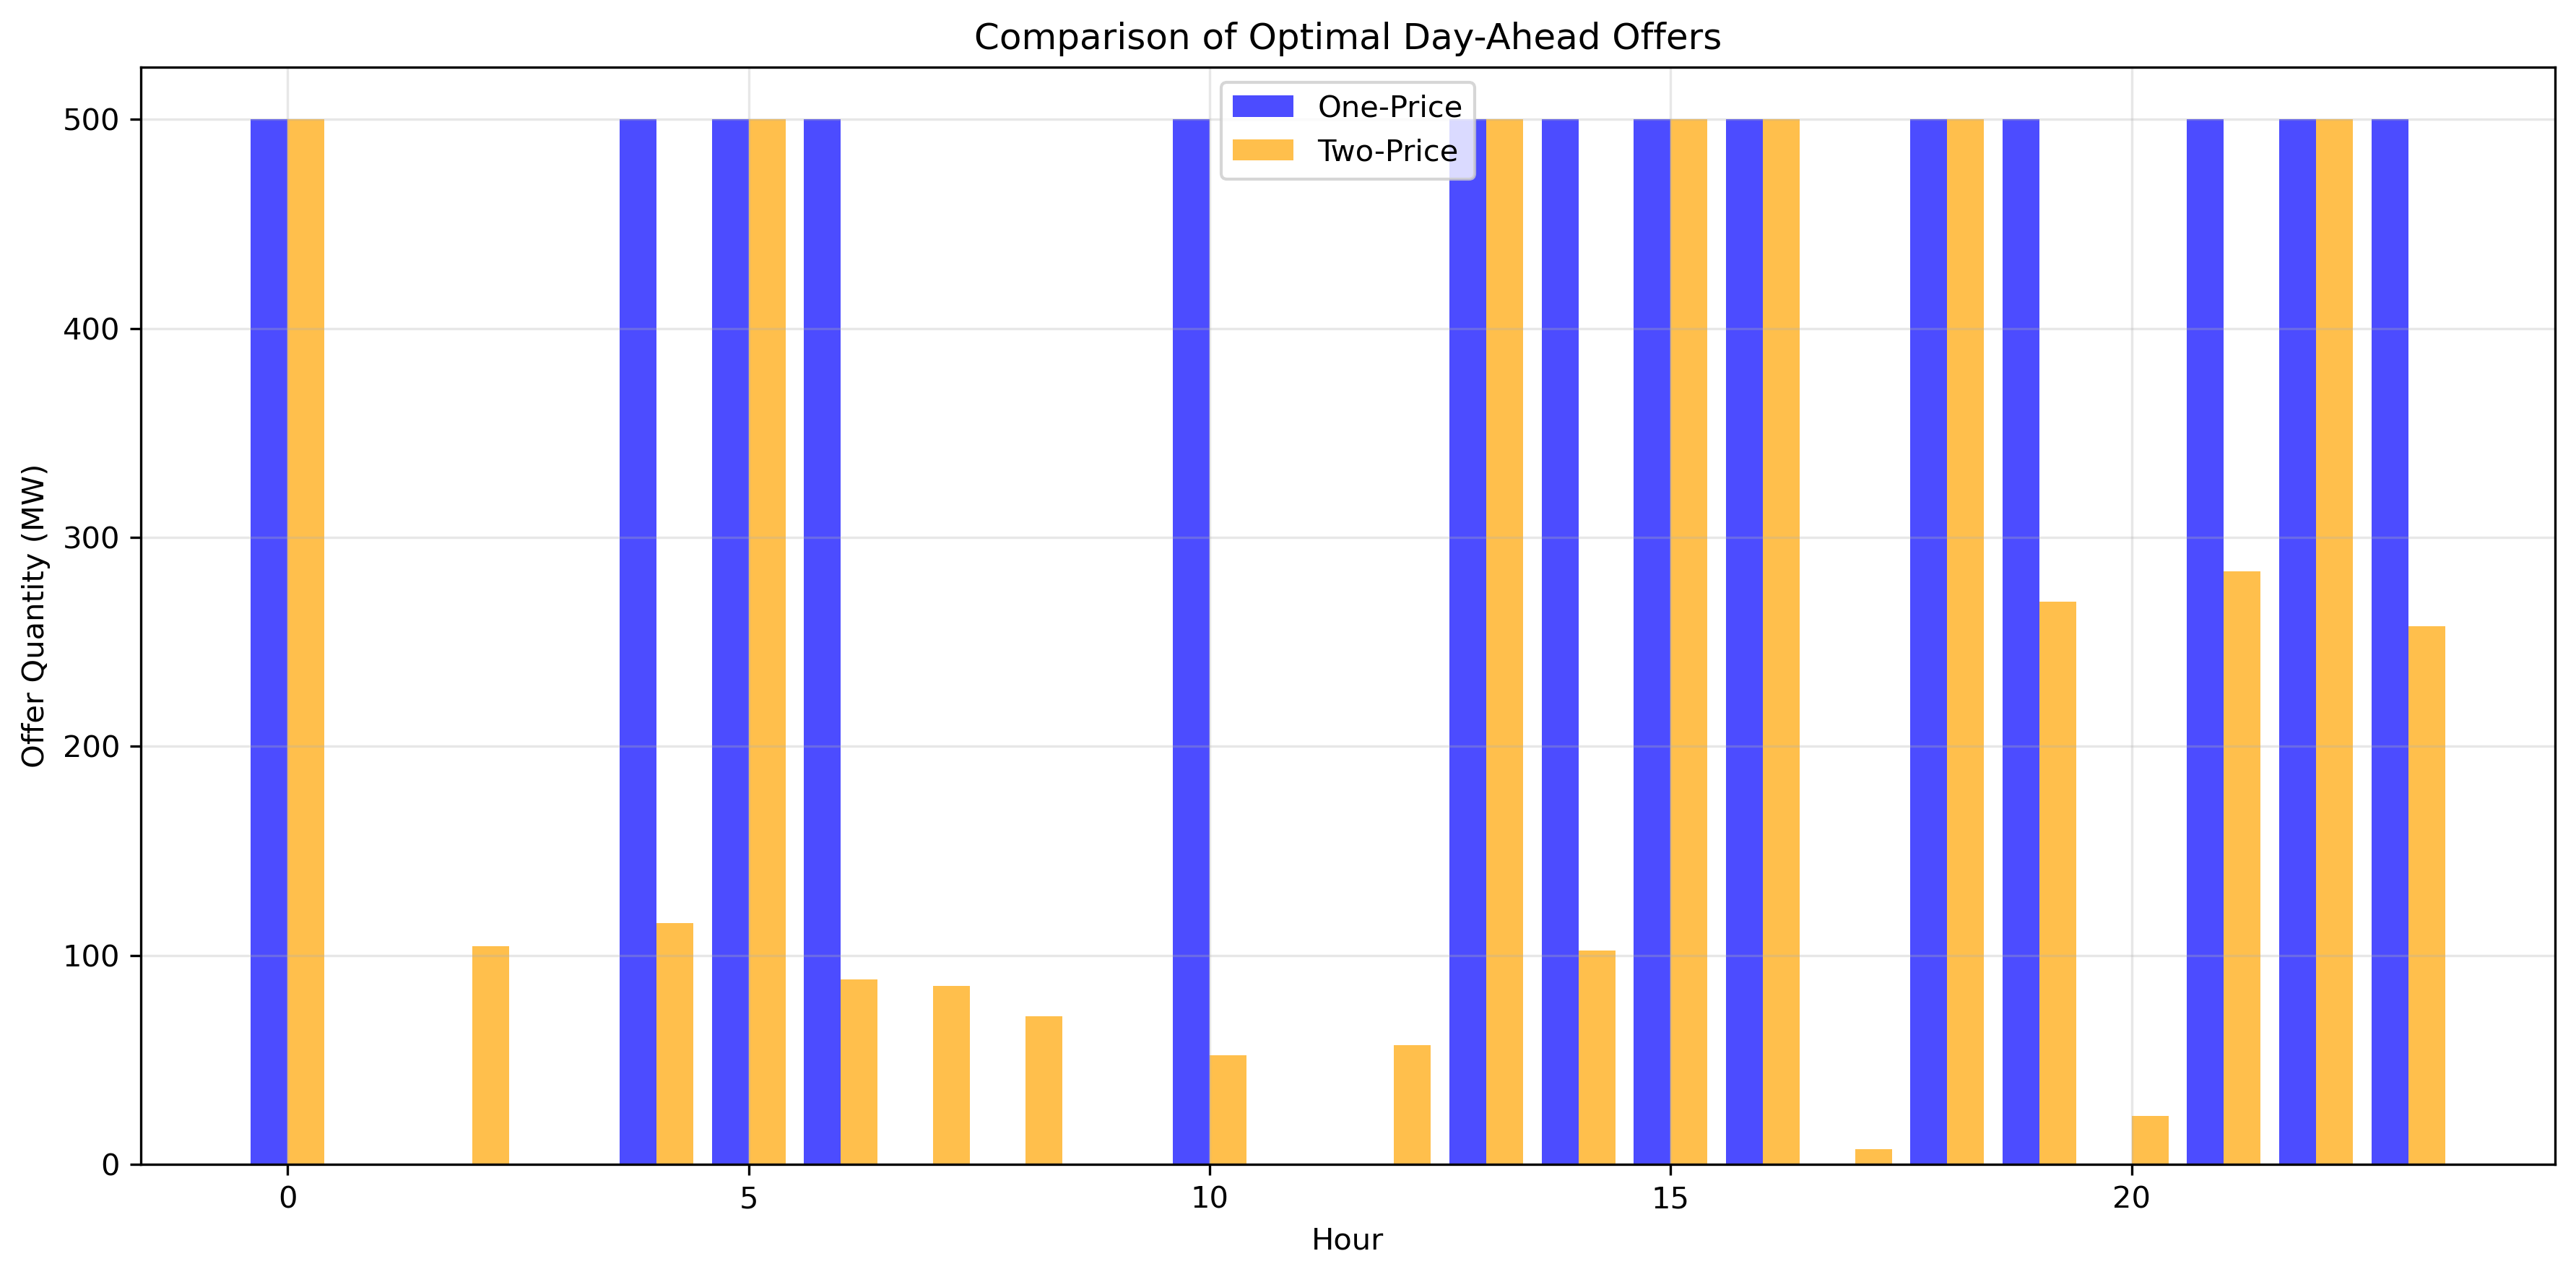 Comparison of Optimal Day-Ahead Offers
One-Price
Two-Price
Offer Quantity (MW)
500
400
300
200
100
0
0 5 10 15 20
Hour